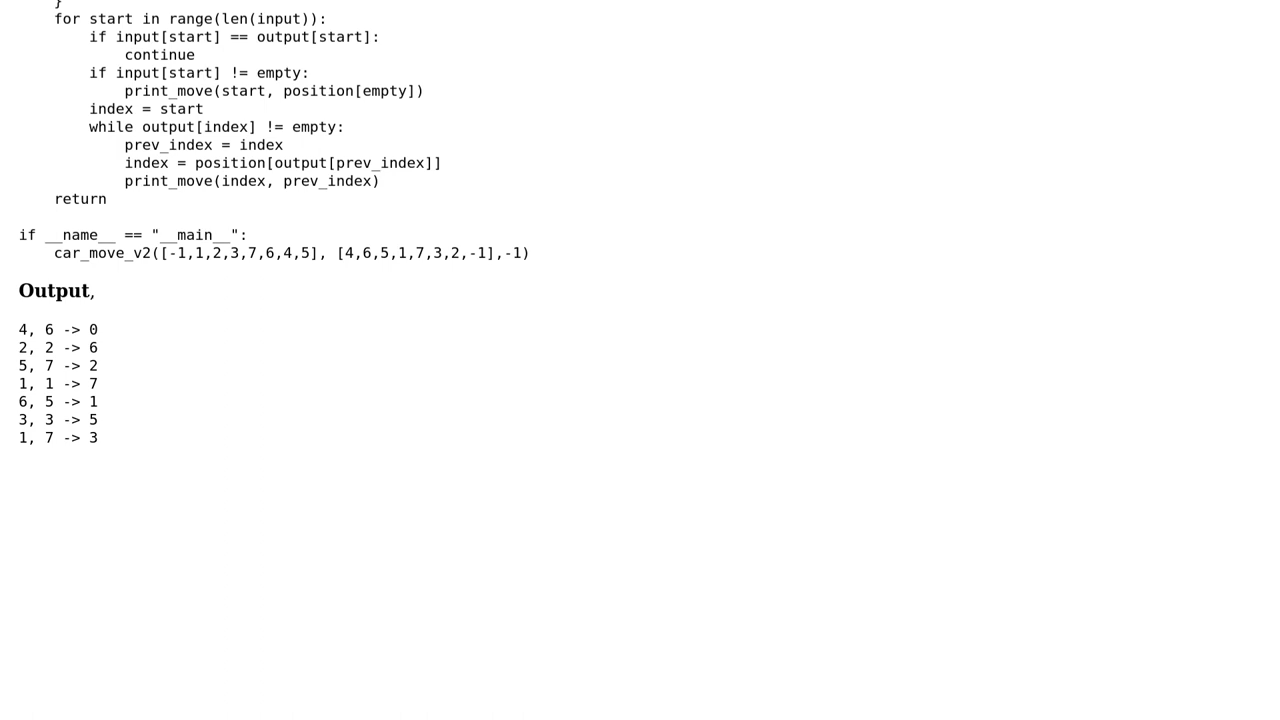 }
for start in range(len(input)):
if input[start] == output[start]:
continue
if input[start] != empty:
print_move(start, position[empty])
index = start
while output[index] != empty:
prev_index = index
index = position[output[prev_index]]
print_move(index, prev_index)
return
if __name__ == "__main__":
car_move_v2([-1,1,2,3,7,6,4,5], [4,6,5,1,7,3,2,-1],-1)
Output,
4, 6 -> 0
2, 2 -> 6
5, 7 -> 2
1, 1 -> 7
6, 5 -> 1
3, 3 -> 5
1, 7 -> 3